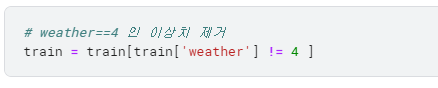 # weather==4 인 이상치 제거
train = train[train['weather'] != 4 ]